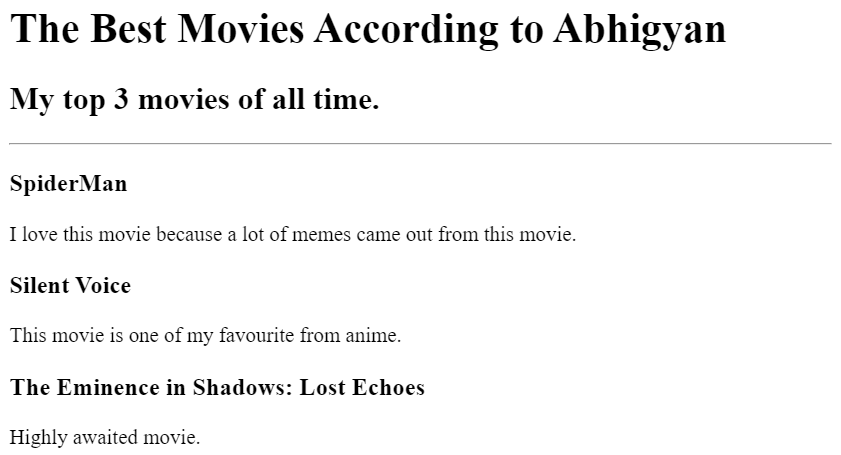 The Best Movies According to Abhigyan
My top 3 movies of all time.
SpiderMan
I love this movie because a lot of memes came out from this movie.
Silent Voice
This movie is one of my favourite from anime.
The Eminence in Shadows: Lost Echoes
Highly awaited movie.